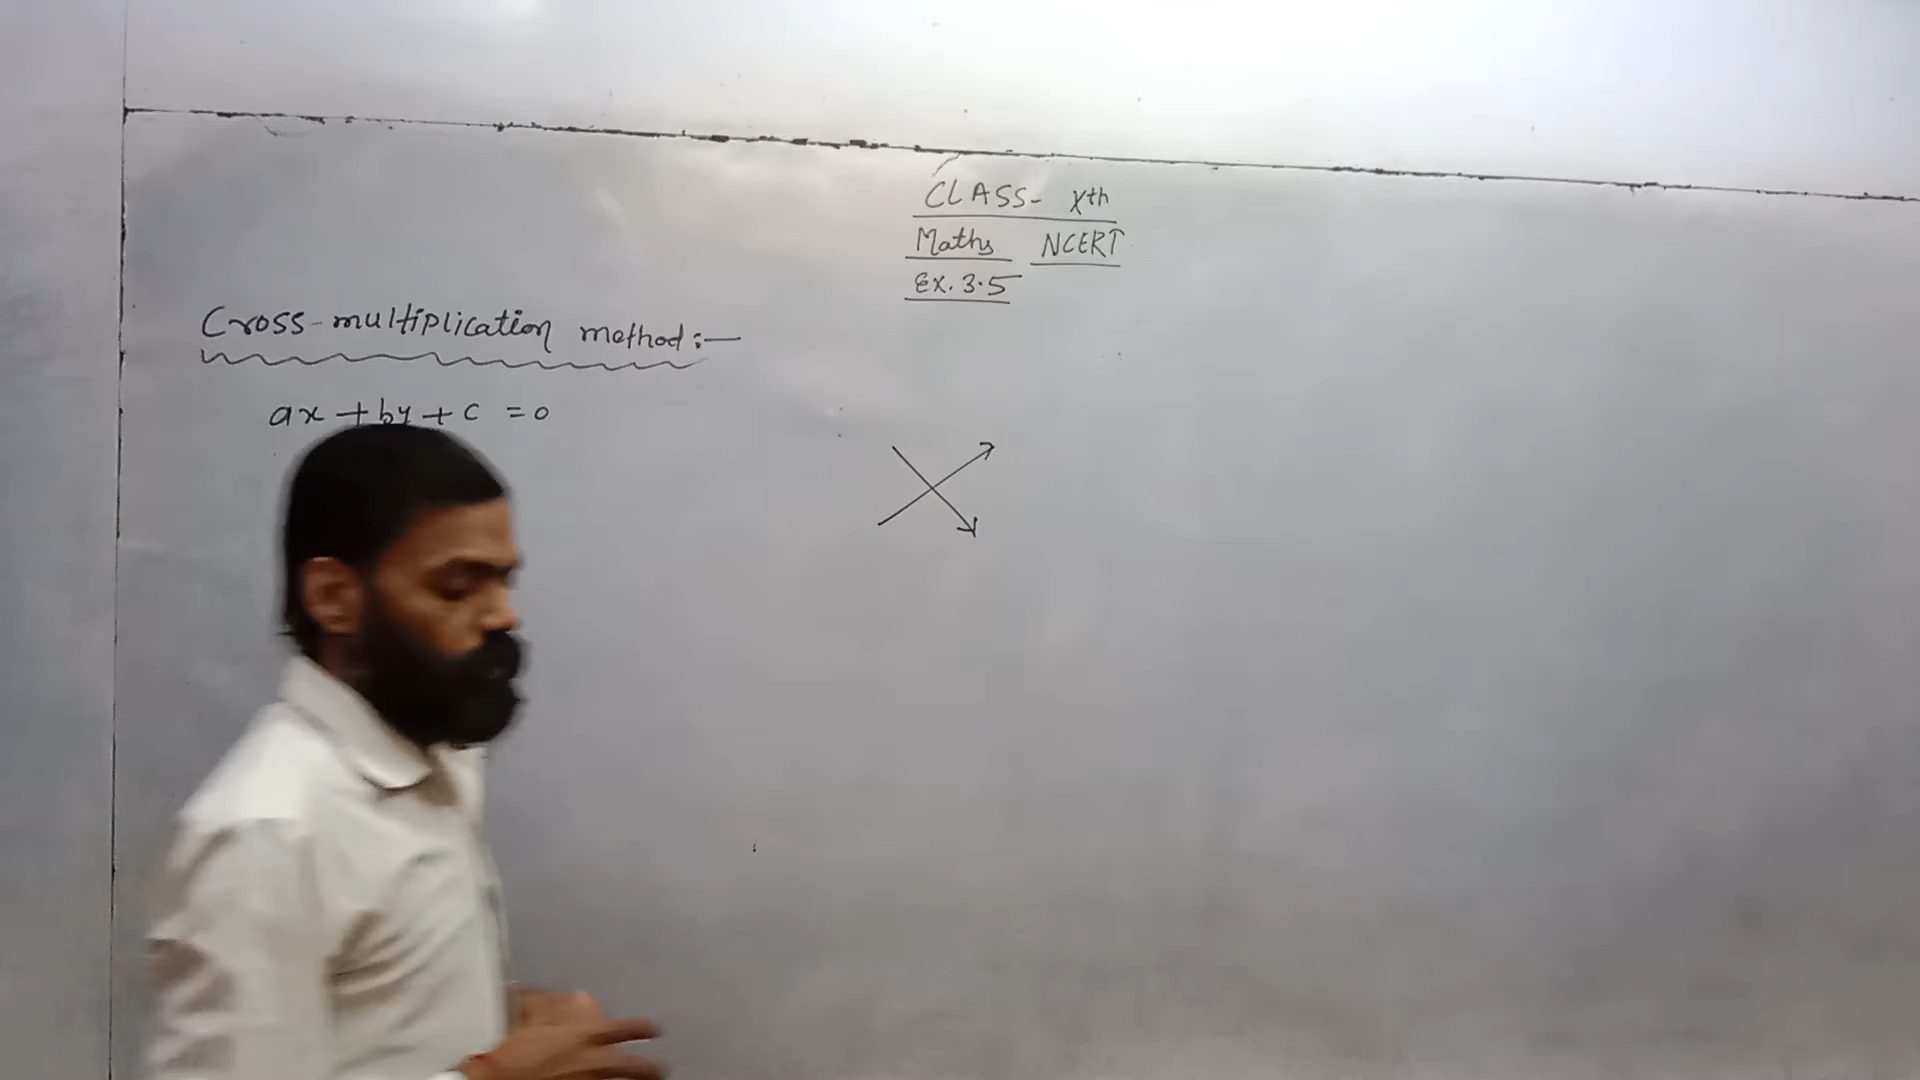 CLASS- Xth
Maths NCERT
Ex. 3.5
Cross-multiplication method:—
ax + by + c = 0